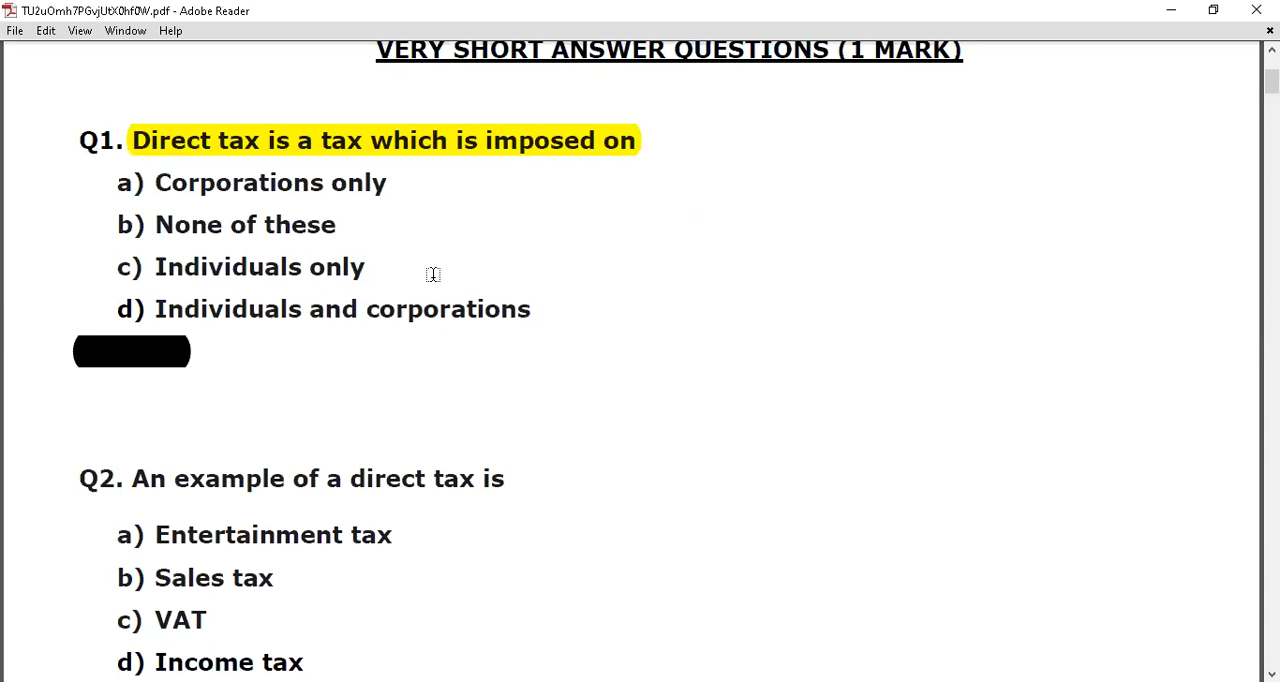 TU2uOmh7PGvjUtX0hf0W.pdf - Adobe Reader
File Edit View Window Help
VERY SHORT ANSWER QUESTIONS (1 MARK)
Q1. Direct tax is a tax which is imposed on
a) Corporations only
b) None of these
c) Individuals only
d) Individuals and corporations
Q2. An example of a direct tax is
a) Entertainment tax
b) Sales tax
c) VAT
d) Income tax